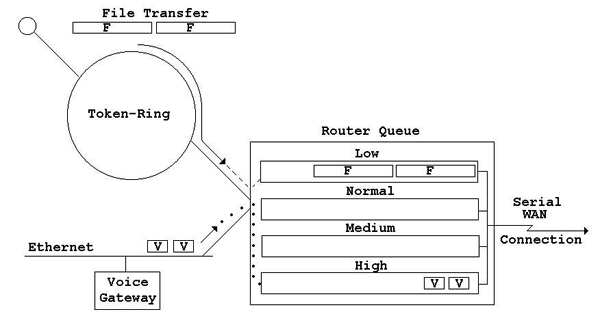 File Transfer
F F
Token-Ring
Router Queue
Low
F F
Normal
Medium
High
V V
Serial
WAN
Connection
Ethernet
V V
Voice
Gateway